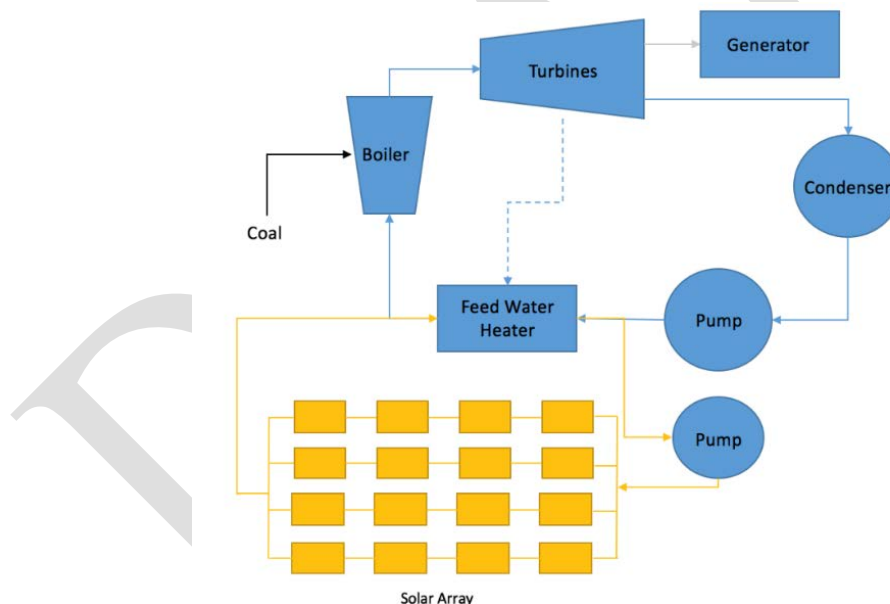 Generator
Turbines
Boiler
Condenser
Coal
Feed Water
Heater
Pump
Pump
Solar Array